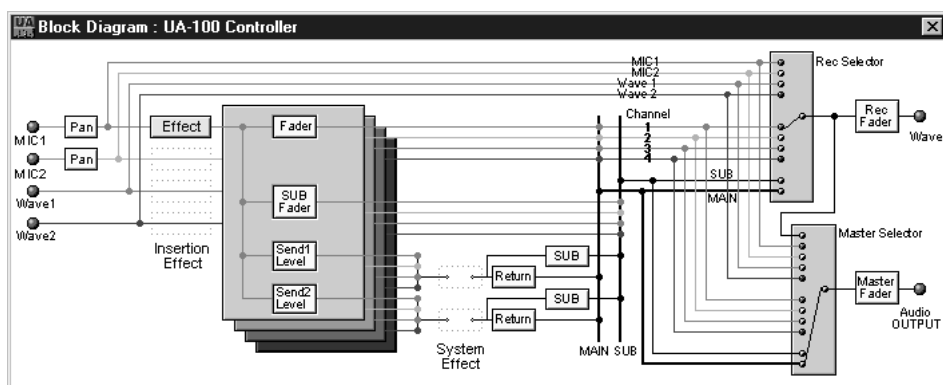 UA
100
Block Diagram : UA-100 Controller
MIC1
MIC2
Wave 1
Wave 2
Rec Selector
Channel
1
2
3
4
Pan
MIC1
Pan
MIC2
Wave1
Wave2
Effect
Insertion
Effect
Fader
SUB
Fader
Send1
Level
Send2
Level
SUB
MAIN
Rec
Fader
Wave
SUB
Return
SUB
Return
System
Effect
MAIN SUB
Master Selector
Master
Fader
Audio
OUTPUT